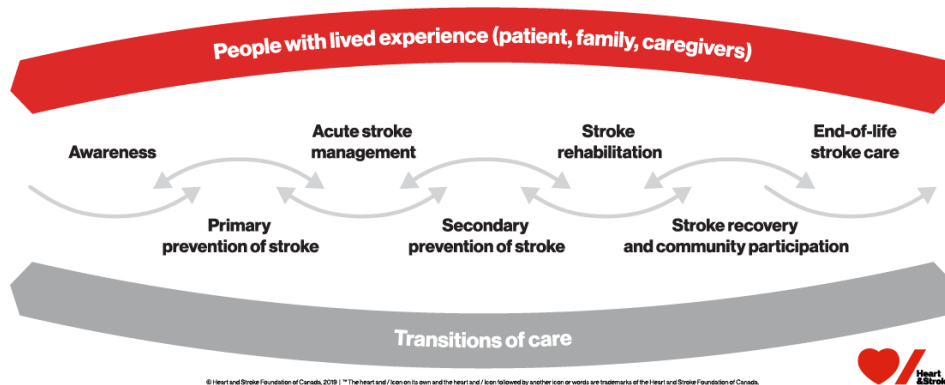 People with lived experience (patient, family, caregivers)
Awareness
Acute stroke
management
Stroke
rehabilitation
End-of-life
stroke care
Primary
prevention of stroke
Secondary
prevention of stroke
Stroke recovery
and community participation
Transitions of care
© Heart and Stroke Foundation of Canada, 2019 | ™ The heart and / Icon on its own and the heart and / Icon followed by another icon or words are trademarks of the Heart and Stroke Foundation of Canada.
Heart
&Strok